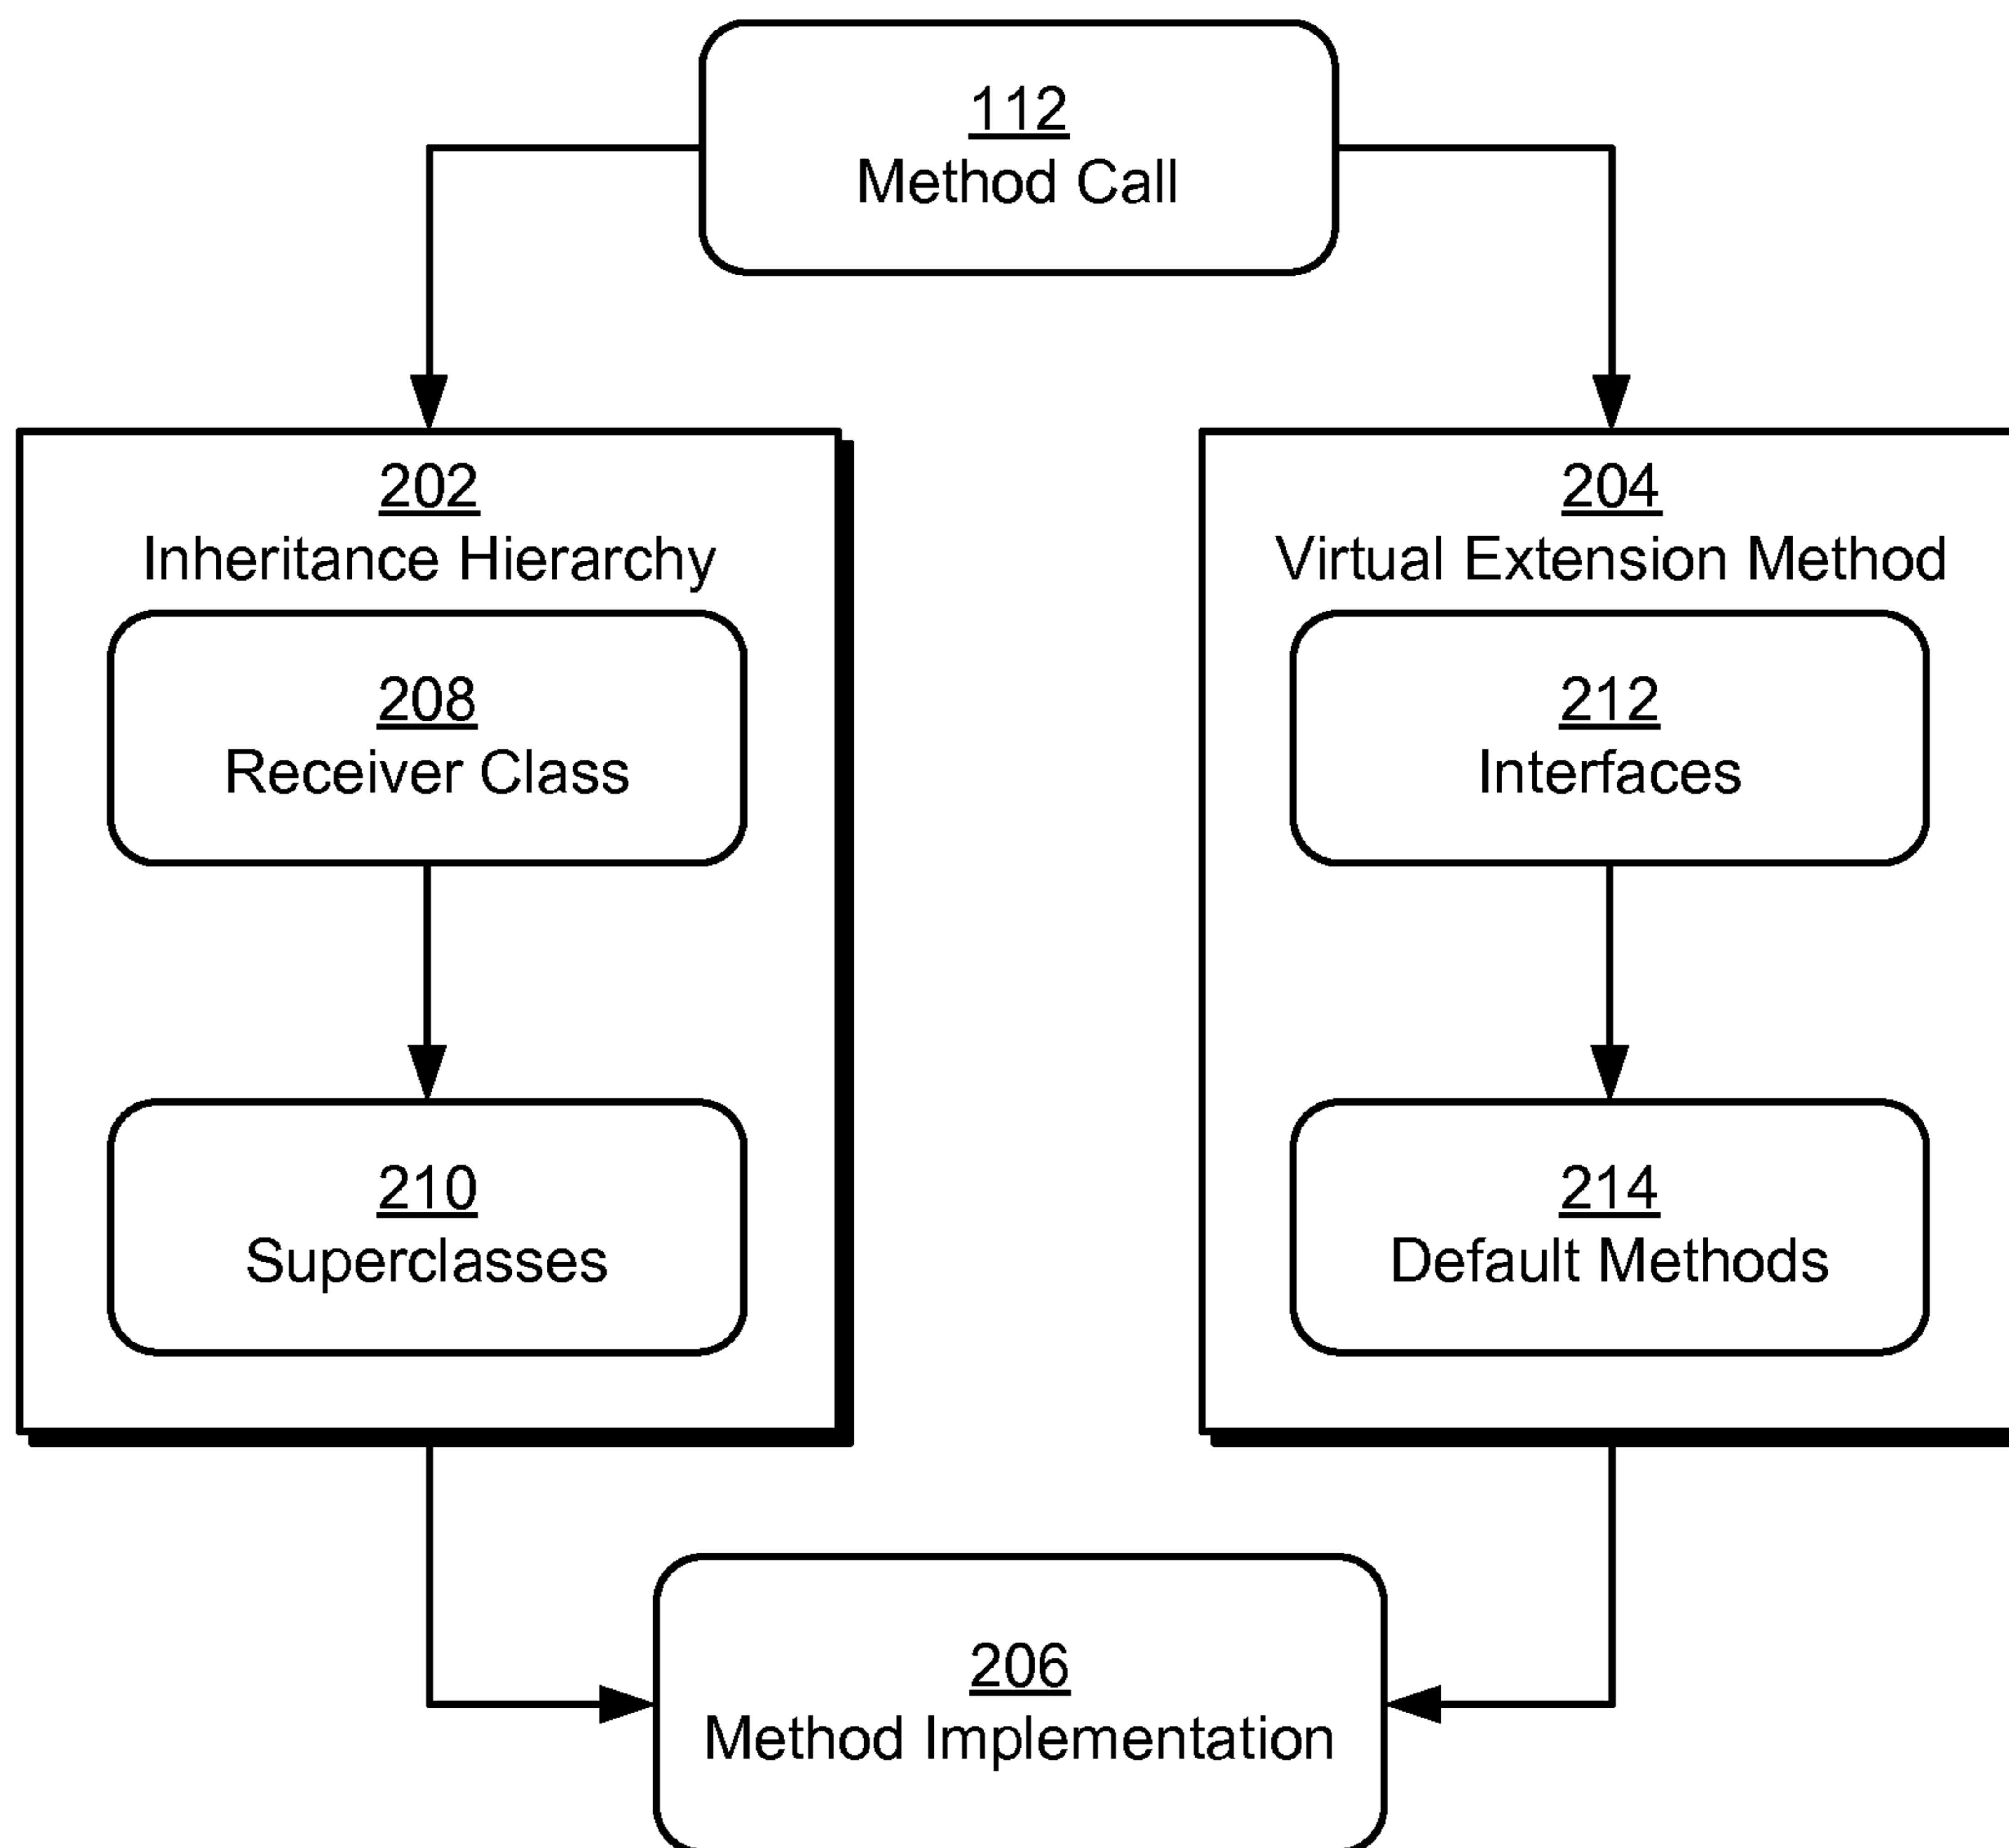 112
Method Call
202
Inheritance Hierarchy
208
Receiver Class
210
Superclasses
204
Virtual Extension Method
212
Interfaces
214
Default Methods
206
Method Implementation